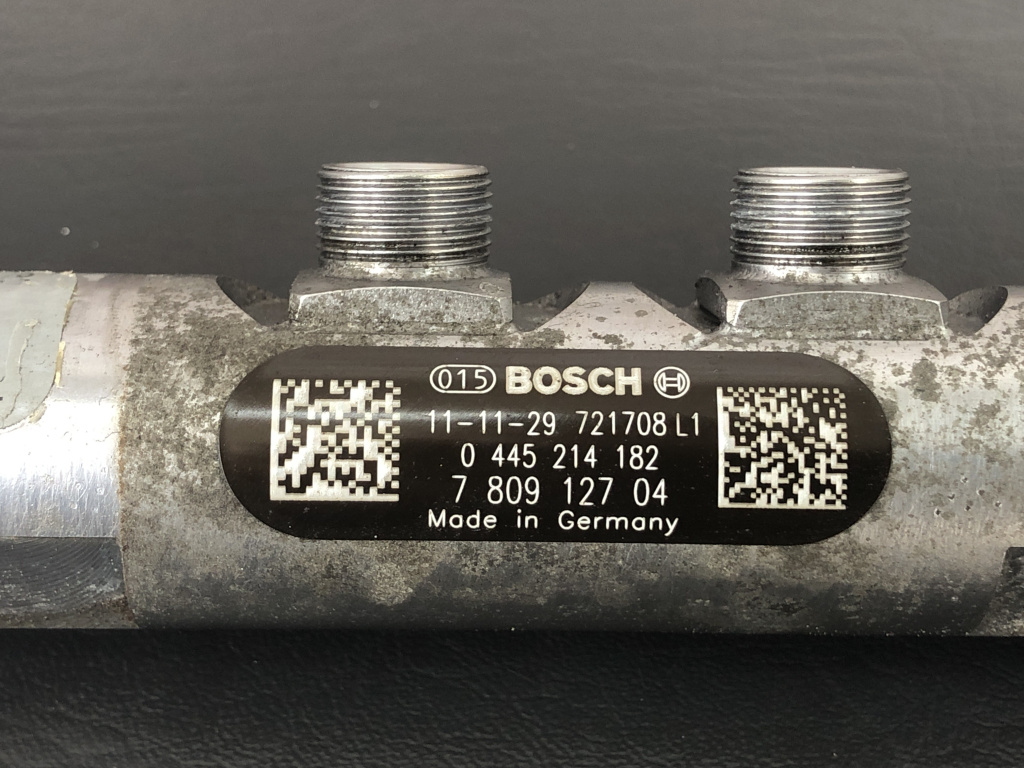 015 BOSCH
11-11-29 721708 L1
0 445 214 182
7 809 127 04
Made in Germany